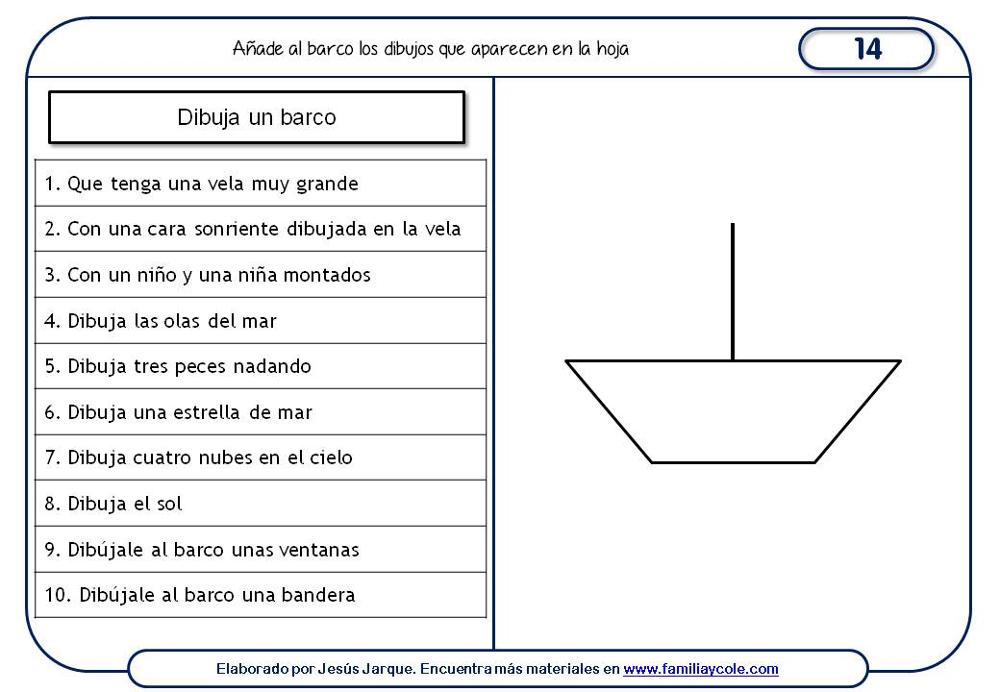 Añade al barco los dibujos que aparecen en la hoja
14
Dibuja un barco
1. Que tenga una vela muy grande
2. Con una cara sonriente dibujada en la vela
3. Con un niño y una niña montados
4. Dibuja las olas del mar
5. Dibuja tres peces nadando
6. Dibuja una estrella de mar
7. Dibuja cuatro nubes en el cielo
8. Dibuja el sol
9. Dibújale al barco unas ventanas
10. Dibújale al barco una bandera
Elaborado por Jesús Jarque. Encuentra más materiales en www.familiaycole.com